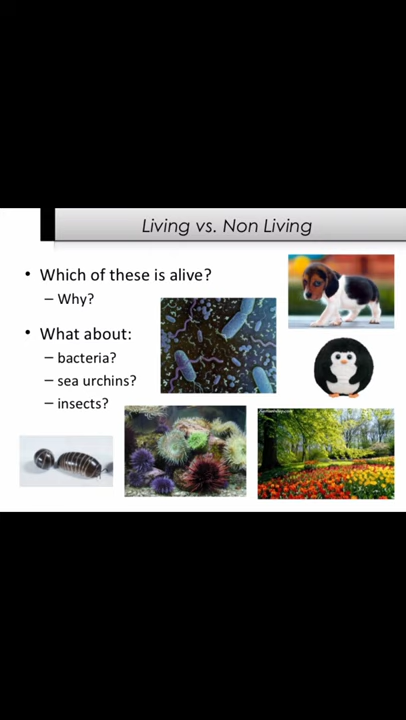 Living vs. Non Living
• Which of these is alive?
– Why?
• What about:
– bacteria?
– sea urchins?
– insects?